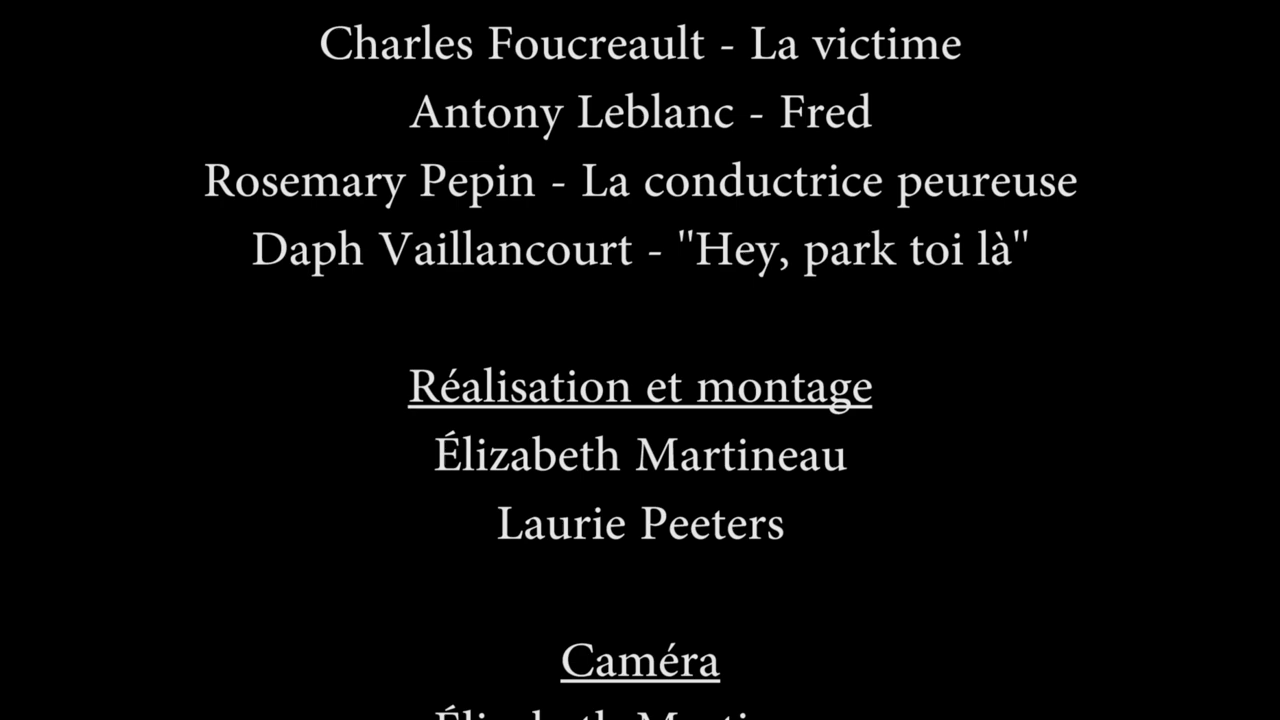 Charles Foucreault - La victime
Antony Leblanc - Fred
Rosemary Pepin - La conductrice peureuse
Daph Vaillancourt - "Hey, park toi là"
Réalisation et montage
Élizabeth Martineau
Laurie Peeters
Caméra